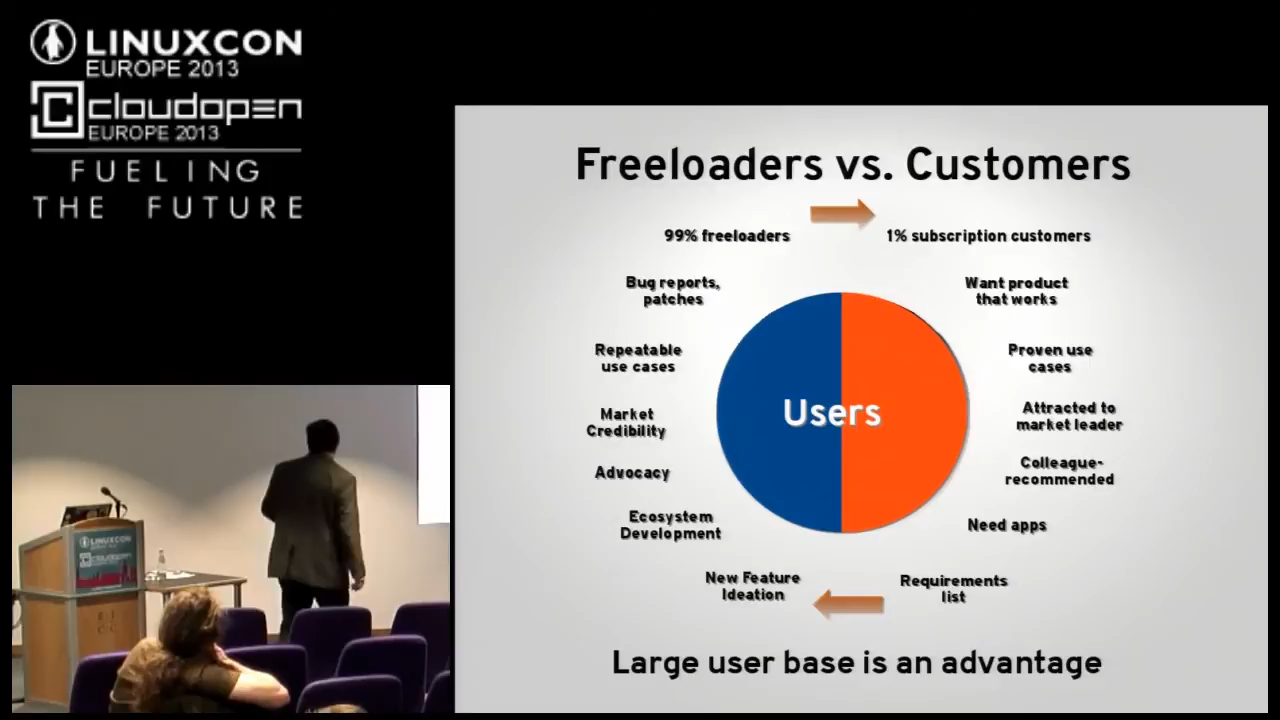 LINUXCON
EUROPE 2013
cloudopen
EUROPE 2013
FUELING
THE FUTURE
Freeloaders vs. Customers
99% freeloaders
1% subscription customers
Bug reports,
patches
Want product
that works
Repeatable
use cases
Proven use
cases
Market
Credibility
Attracted to
market leader
Users
Advocacy
Colleague-
recommended
Ecosystem
Development
Need apps
New Feature
Ideation
Requirements
list
Large user base is an advantage
LINUXCON
cloudopen